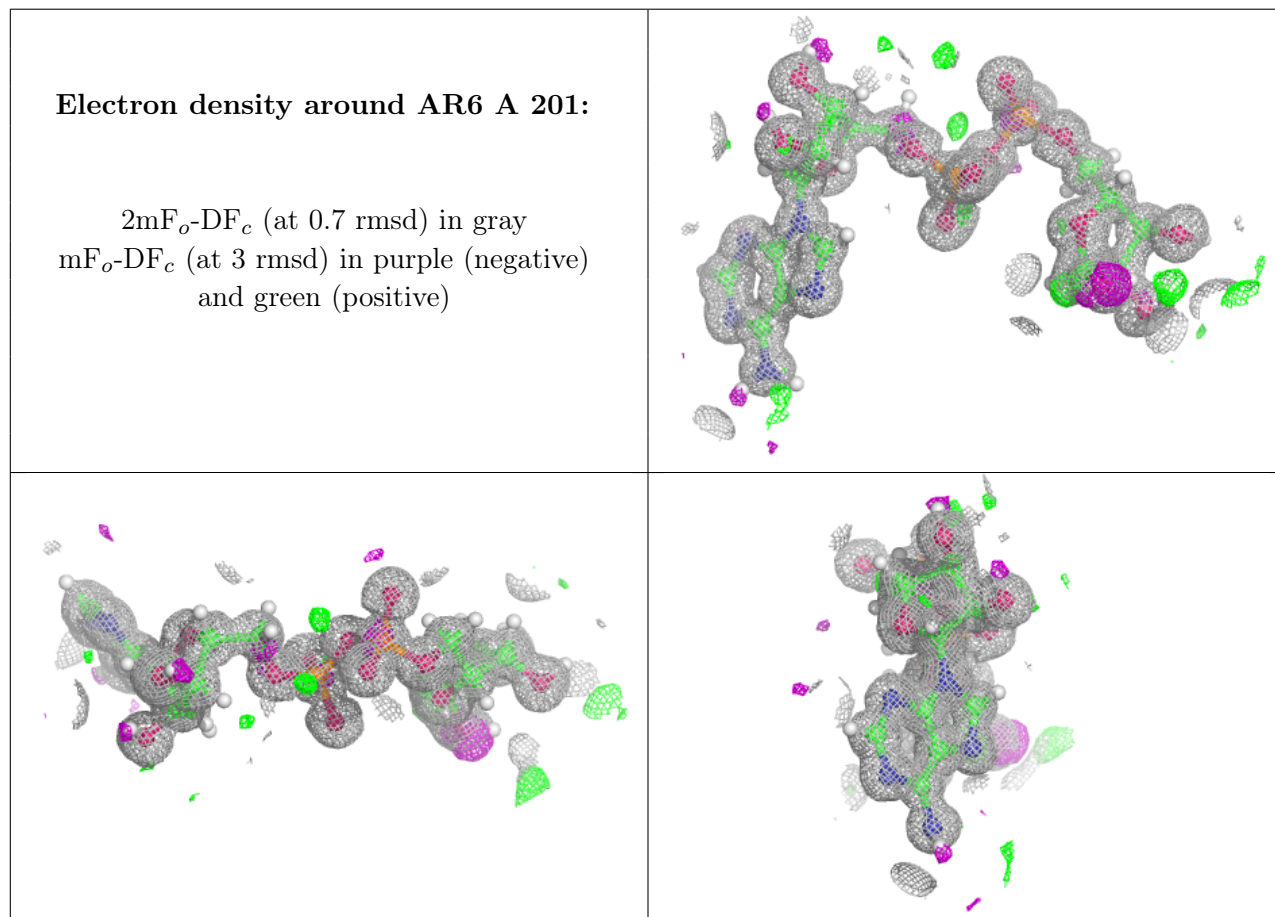 Electron density around AR6 A 201:
2mFo-DFc (at 0.7 rmsd) in gray
mFo-DFc (at 3 rmsd) in purple (negative)
and green (positive)